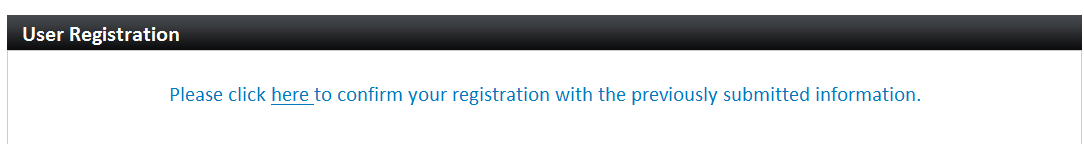 User Registration
Please click here to confirm your registration with the previously submitted information.